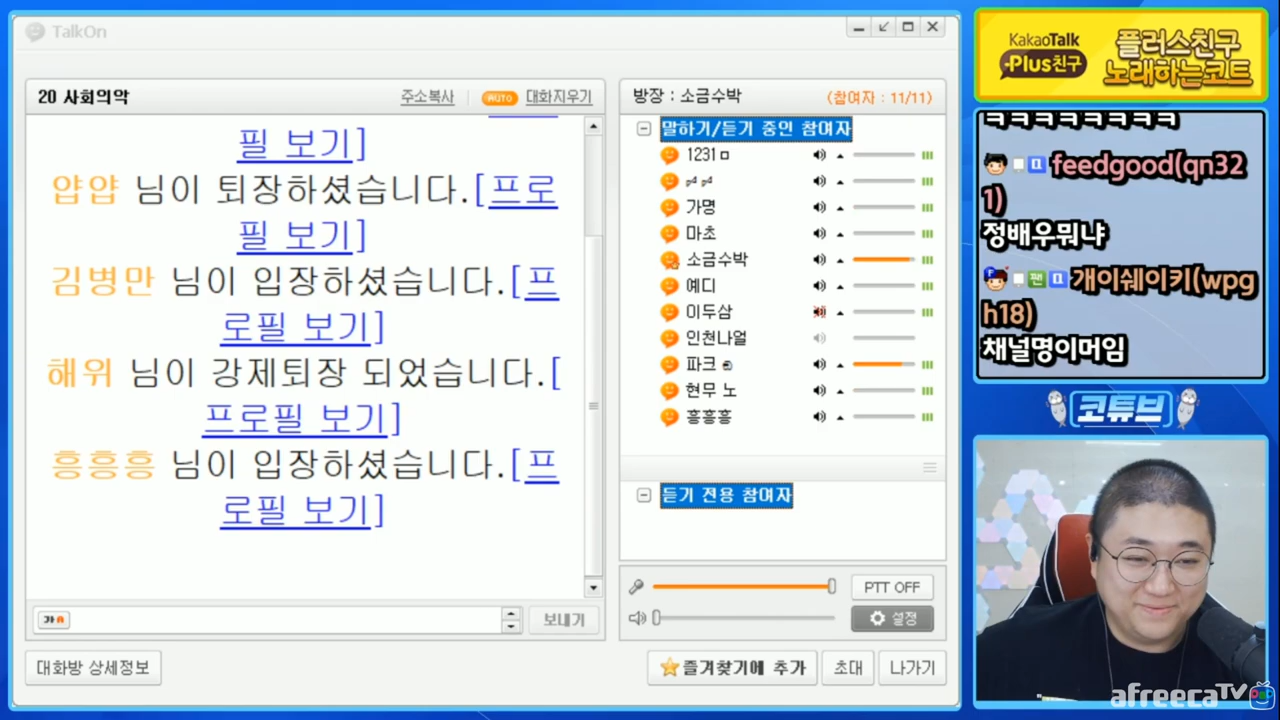 TalkOn
20 사회의약
주소복사
AUTO
대화지우기
필 보기]
얍얍 님이 퇴장하셨습니다.[프로
필 보기]
김병만 님이 입장하셨습니다.[프
로필 보기]
해위 님이 강제퇴장 되었습니다.[
프로필 보기]
흥흥흥 님이 입장하셨습니다.[프
로필 보기]
가A
보내기
대화방 상세정보
방장 : 소금수박
(참여자 : 11/11)
말하기/듣기 중인 참여자
1231ㅁ
가명
마초
소금수박
예디
이두삼
인천나얼
파크
현무 노
흥흥흥
듣기 전용 참여자
PTT OFF
설정
즐겨찾기에 추가
초대
나가기
KakaoTalk
Plus친구
플러스친구
노래하는코트
ㅋㅋㅋㅋㅋㅋㅋㅋㅋ
feedgood(qn32
1)
정배우뭐냐
팬
개이쉐이키(wpg
h18)
채널명이머임
코튜브
afreecaTV